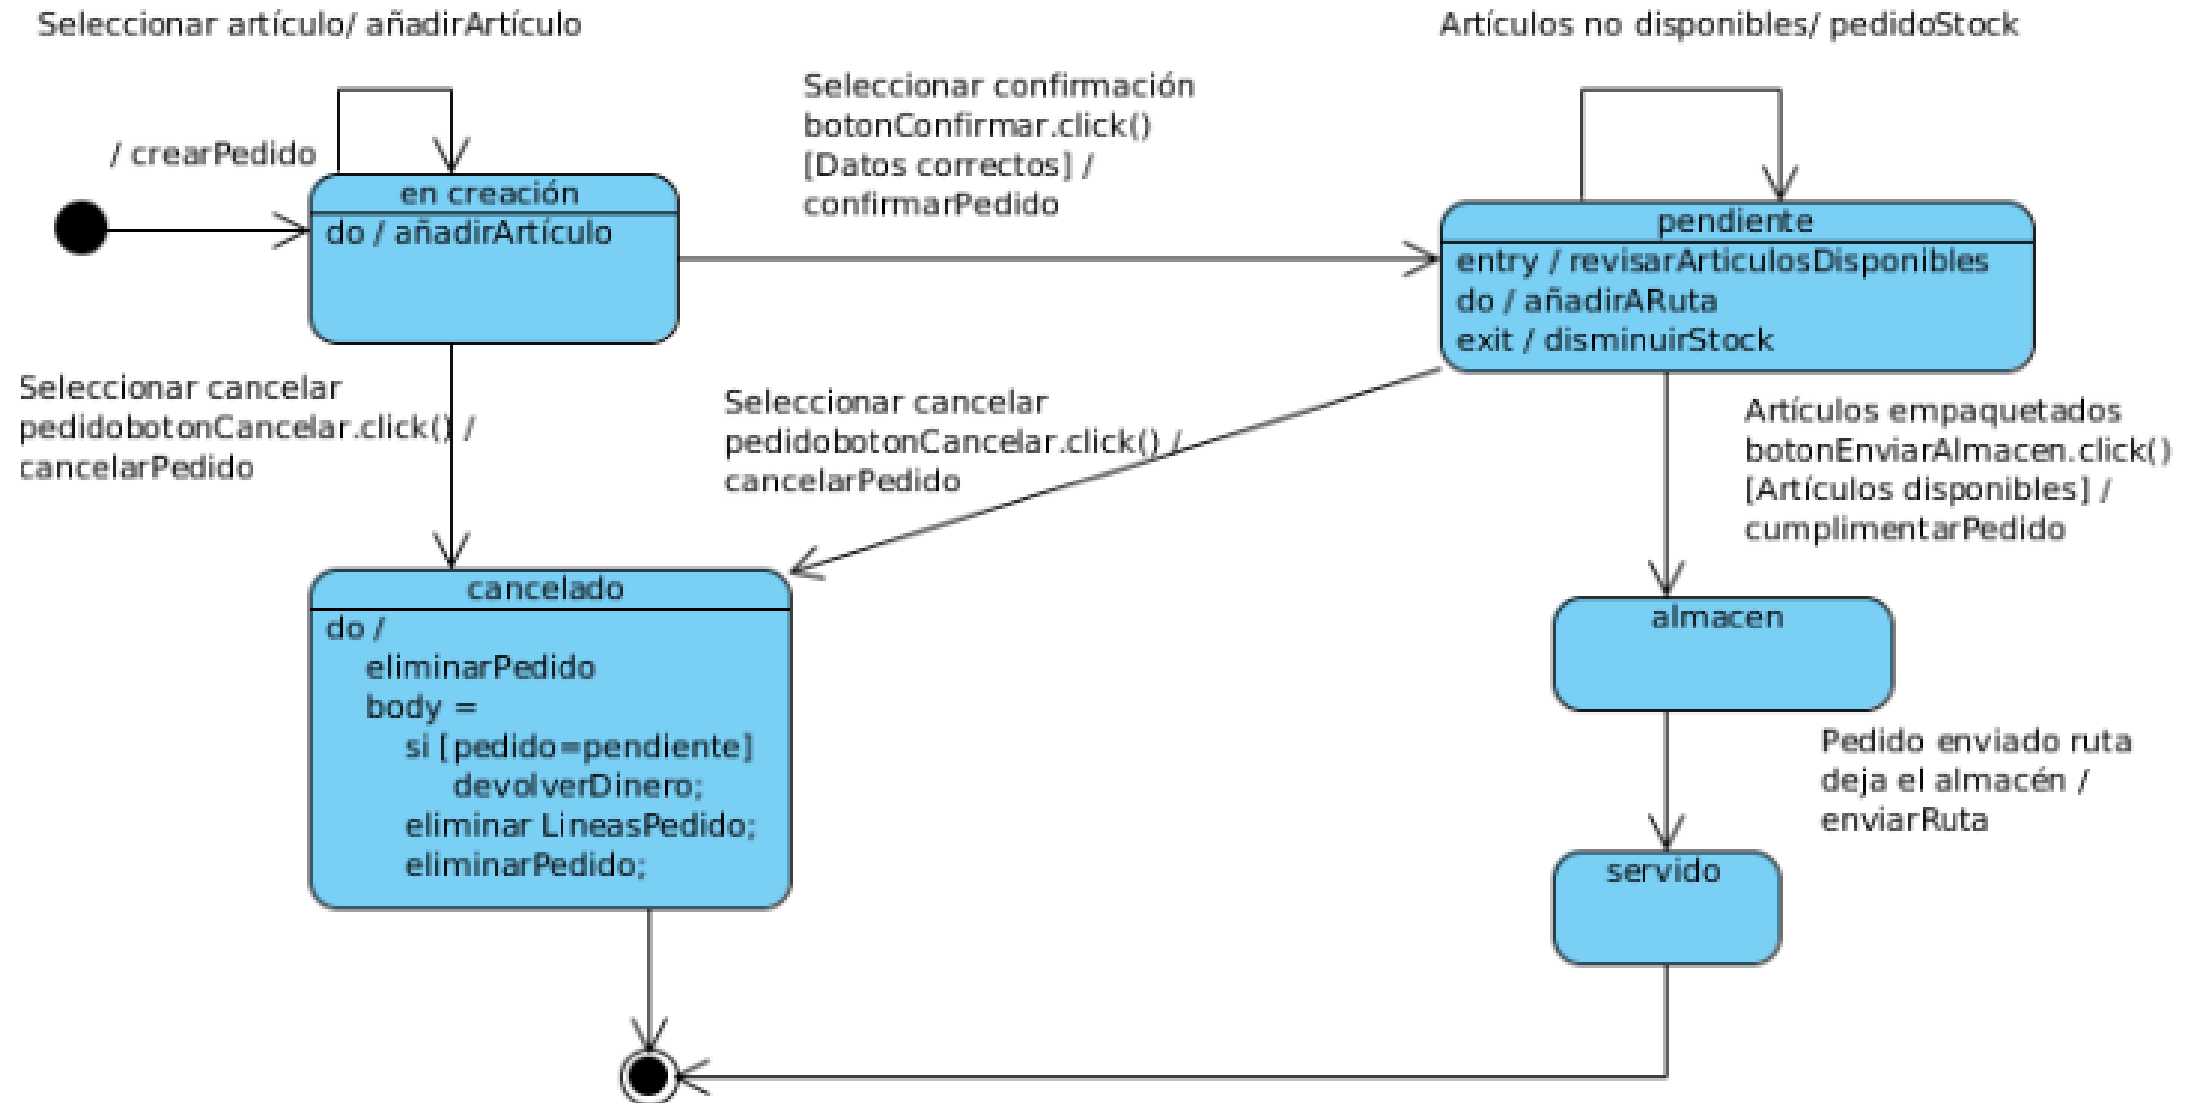 Seleccionar artículo/ añadirArtículo
/ crearPedido
en creación
do / añadirArtículo
Seleccionar confirmación
botonConfirmar.click()
[Datos correctos] /
confirmarPedido
Artículos no disponibles/ pedidoStock
pendiente
entry / revisarArticulosDisponibles
do / añadirARuta
exit / disminuirStock
Seleccionar cancelar
pedidobotonCancelar.click() /
cancelarPedido
Seleccionar cancelar
pedidobotonCancelar.click() /
cancelarPedido
Artículos empaquetados
botonEnviarAlmacen.click()
[Artículos disponibles] /
cumplimentarPedido
cancelado
do /
eliminarPedido
body =
si [pedido=pendiente]
devolverDinero;
eliminar LineasPedido;
eliminarPedido;
almacen
Pedido enviado ruta
deja el almacén /
enviarRuta
servido